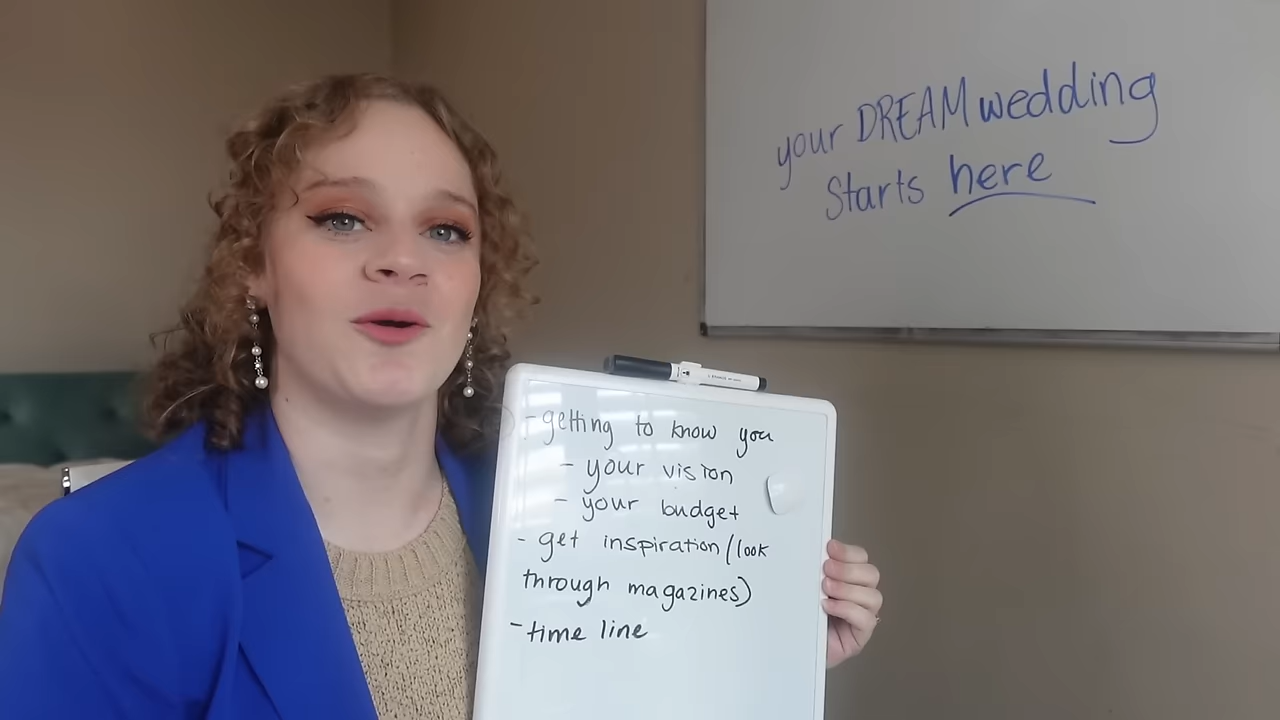 your DREAM wedding
Starts here
- getting to know you
- your vision
- your budget
- get inspiration/(look
through magazines)
- time line